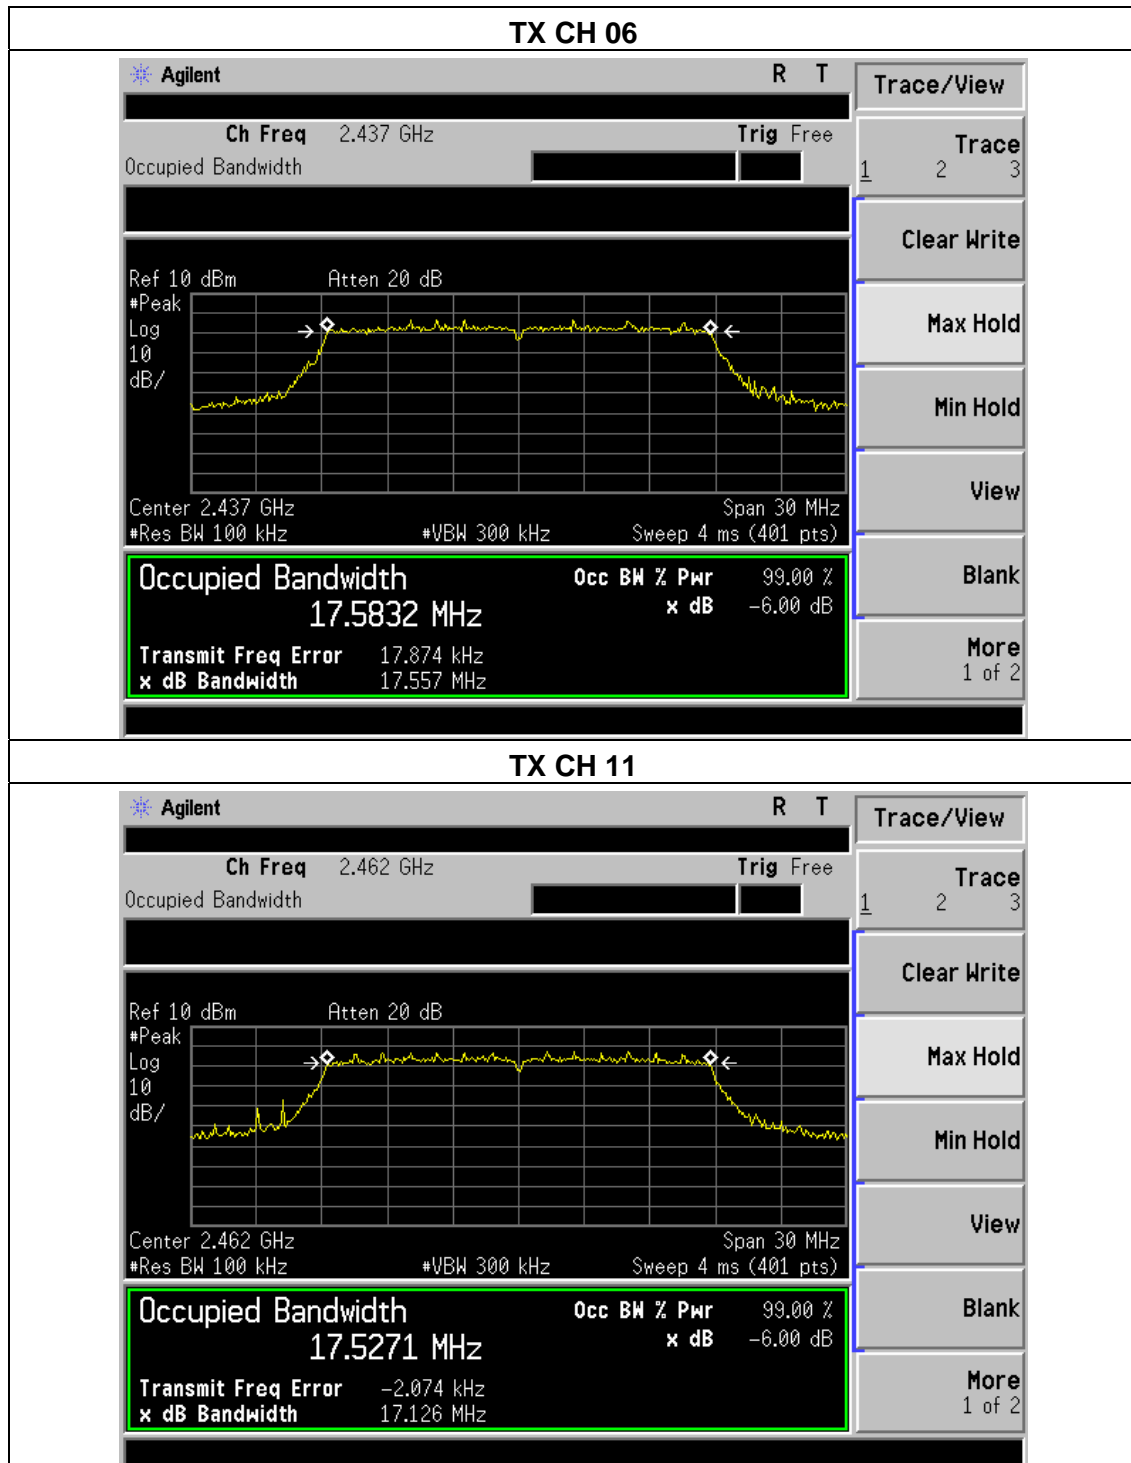 TX CH 06
Agilent R T
Trace/View
Ch Freq 2.437 GHz Trig Free
Occupied Bandwidth
Trace
1 2 3
Clear Write
Ref 10 dBm Atten 20 dB
#Peak
Log
10
dB/
Max Hold
Min Hold
View
Center 2.437 GHz Span 30 MHz
#Res BW 100 kHz #VBW 300 kHz Sweep 4 ms (401 pts)
Occupied Bandwidth Occ BW % Pwr 99.00 %
17.5832 MHz x dB -6.00 dB
Blank
Transmit Freq Error 17.874 kHz
x dB Bandwidth 17.557 MHz
More
1 of 2
TX CH 11
Agilent R T
Trace/View
Ch Freq 2.462 GHz Trig Free
Occupied Bandwidth
Trace
1 2 3
Clear Write
Ref 10 dBm Atten 20 dB
#Peak
Log
10
dB/
Max Hold
Min Hold
View
Center 2.462 GHz Span 30 MHz
#Res BW 100 kHz #VBW 300 kHz Sweep 4 ms (401 pts)
Occupied Bandwidth Occ BW % Pwr 99.00 %
17.5271 MHz x dB -6.00 dB
Blank
Transmit Freq Error -2.074 kHz
x dB Bandwidth 17.126 MHz
More
1 of 2